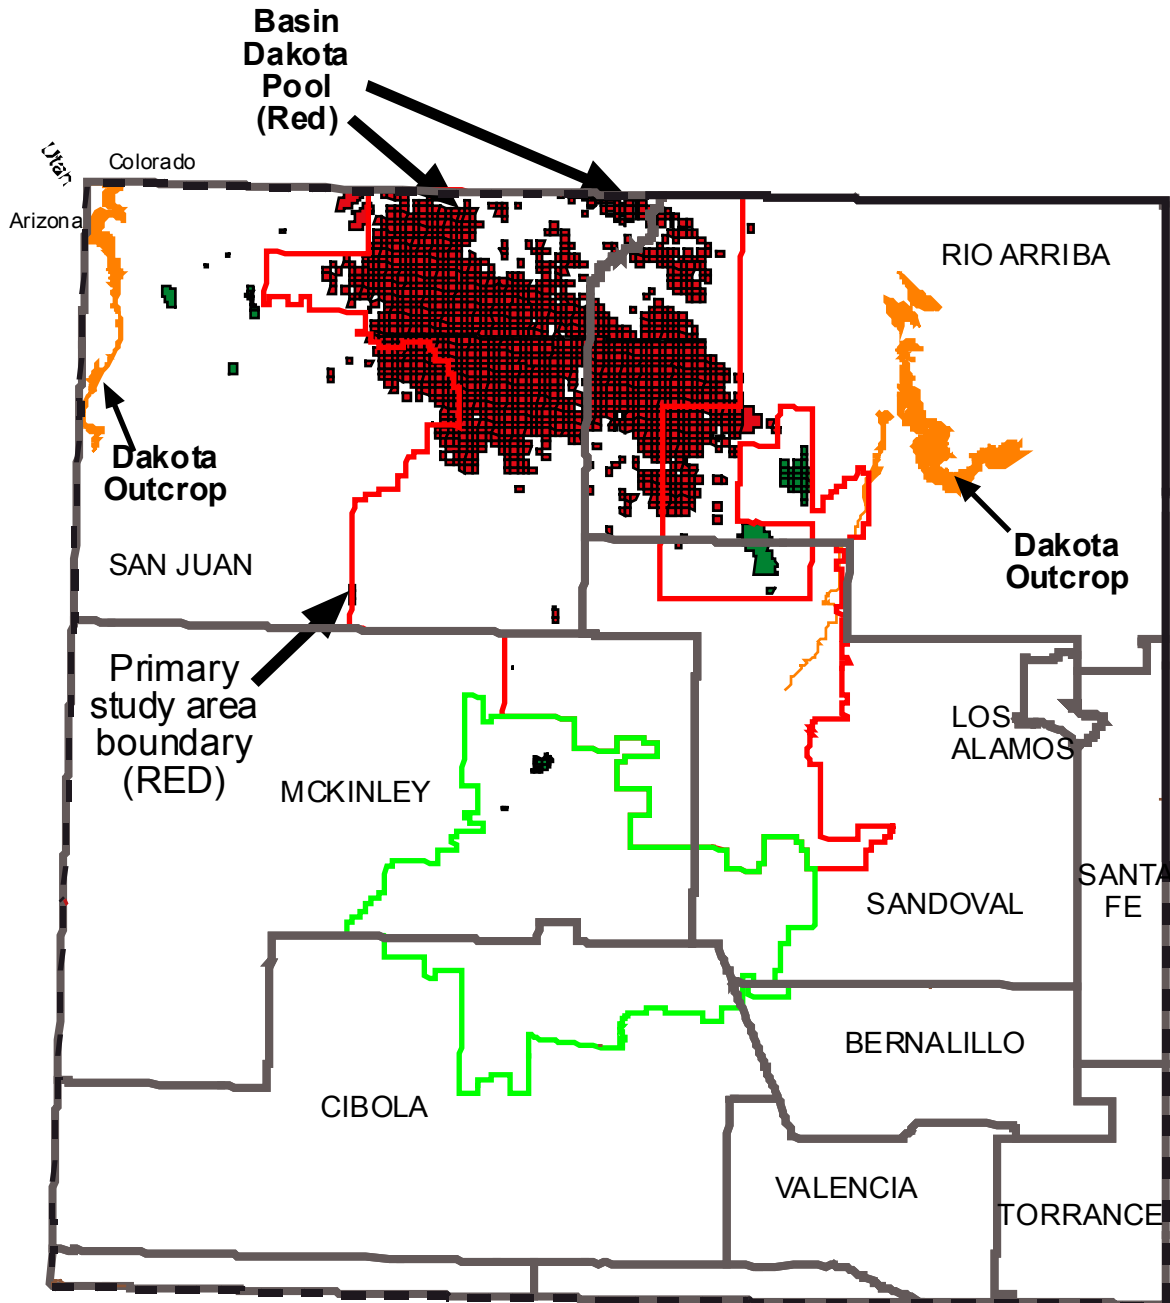 Basin
Dakota
Pool
(Red)
Utah
Colorado
Arizona
RIO ARRIBA
Dakota
Outcrop
SAN JUAN
Dakota
Outcrop
Primary
study area
boundary
(RED)
LOS
ALAMOS
MCKINLEY
SANTA
FE
SANDOVAL
BERNALILLO
CIBOLA
VALENCIA
TORRANCE